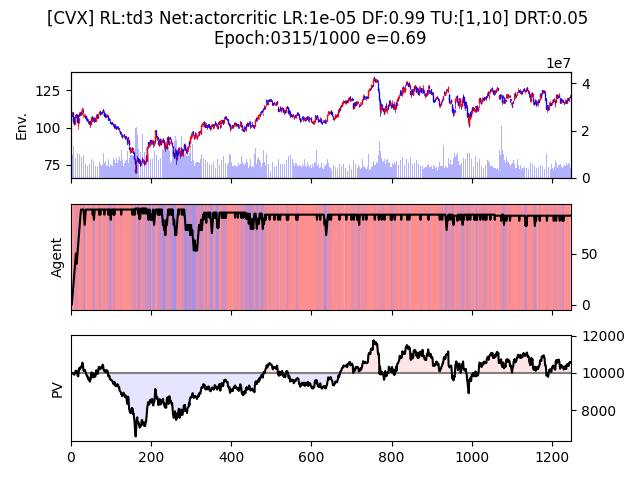 [CVX] RL:td3 Net:actorcritic LR:1e-05 DF:0.99 TU:[1,10] DRT:0.05
Epoch:0315/1000 e=0.69
1e7
125
100
75
Env.
4
2
0
Agent
50
0
PV
12000
10000
8000
0 200 400 600 800 1000 1200